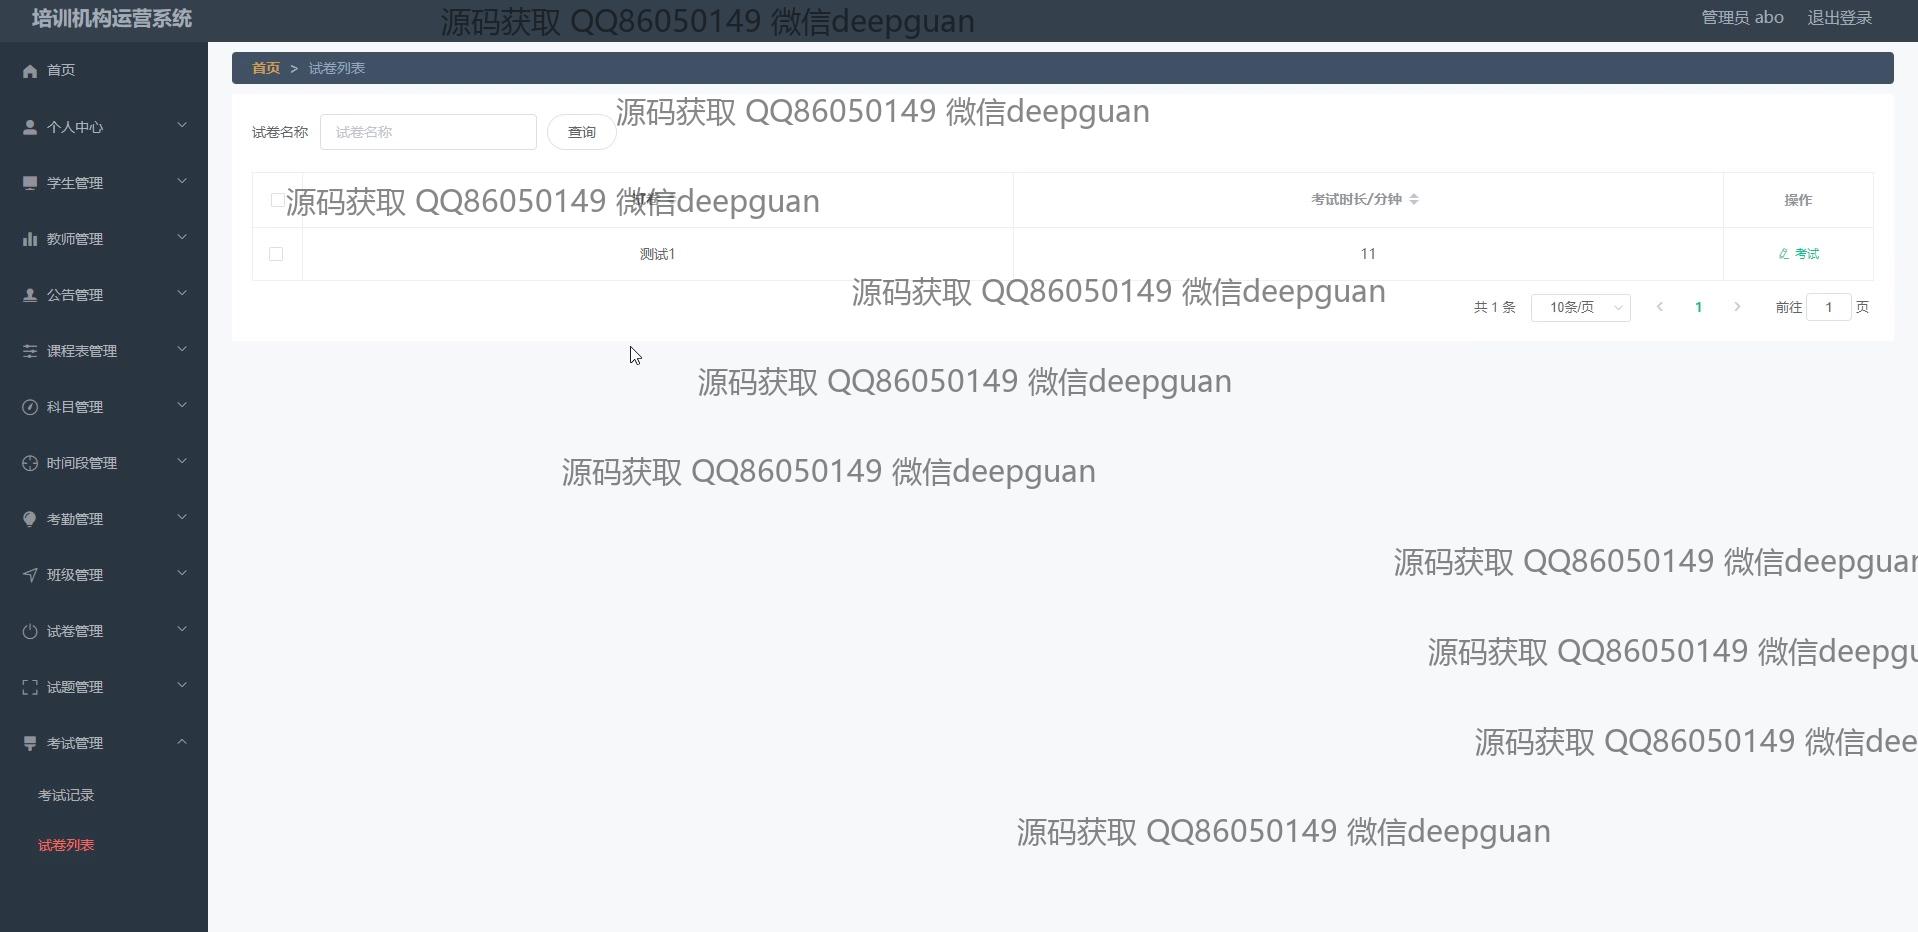 培训机构运营系统
源码获取 QQ86050149 微信deepguan
管理员 abo
退出登录
首页
个人中心
学生管理
教师管理
公告管理
课程表管理
科目管理
时间段管理
考勤管理
班级管理
试卷管理
试题管理
考试管理
考试记录
试卷列表
首页 > 试卷列表
源码获取 QQ86050149 微信deepguan
试卷名称 试卷名称 查询
源码获取 QQ86050149 微信deepguan
考试时长/分钟 操作
测试1 11 考试
源码获取 QQ86050149 微信deepguan
共 1 条 10条/页 1 前往 1 页
源码获取 QQ86050149 微信deepguan
源码获取 QQ86050149 微信deepguan
源码获取 QQ86050149 微信deepguan
源码获取 QQ86050149 微信deepgu
源码获取 QQ86050149 微信dee
源码获取 QQ86050149 微信deepguan